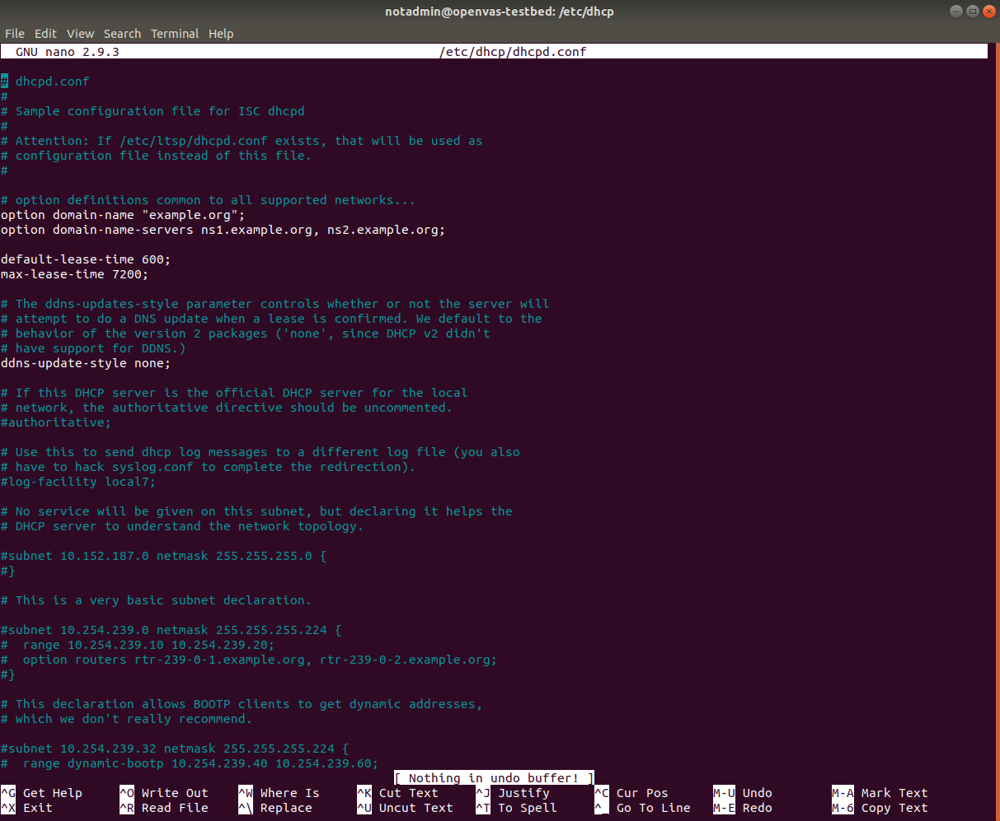 notadmin@openvas-testbed: /etc/dhcp
File Edit View Search Terminal Help
GNU nano 2.9.3 /etc/dhcp/dhcpd.conf
# dhcpd.conf
#
# Sample configuration file for ISC dhcpd
#
# Attention: If /etc/ltsp/dhcpd.conf exists, that will be used as
# configuration file instead of this file.
#
# option definitions common to all supported networks...
option domain-name "example.org";
option domain-name-servers ns1.example.org, ns2.example.org;
default-lease-time 600;
max-lease-time 7200;
# The ddns-updates-style parameter controls whether or not the server will
# attempt to do a DNS update when a lease is confirmed. We default to the
# behavior of the version 2 packages ('none', since DHCP v2 didn't
# have support for DDNS.)
ddns-update-style none;
# If this DHCP server is the official DHCP server for the local
# network, the authoritative directive should be uncommented.
#authoritative;
# Use this to send dhcp log messages to a different log file (you also
# have to hack syslog.conf to complete the redirection).
#log-facility local7;
# No service will be given on this subnet, but declaring it helps the
# DHCP server to understand the network topology.
#subnet 10.152.187.0 netmask 255.255.255.0 {
#}
# This is a very basic subnet declaration.
#subnet 10.254.239.0 netmask 255.255.255.224 {
#  range 10.254.239.10 10.254.239.20;
#  option routers rtr-239-0-1.example.org, rtr-239-0-2.example.org;
#}
# This declaration allows BOOTP clients to get dynamic addresses,
# which we don't really recommend.
#subnet 10.254.239.32 netmask 255.255.255.224 {
#  range dynamic-bootp 10.254.239.40 10.254.239.60;
[ Nothing in undo buffer! ]
^G Get Help ^O Write Out ^W Where Is ^K Cut Text ^J Justify ^C Cur Pos M-U Undo M-A Mark Text
^X Exit ^R Read File ^\ Replace ^U Uncut Text ^T To Spell ^_ Go To Line M-E Redo M-6 Copy Text